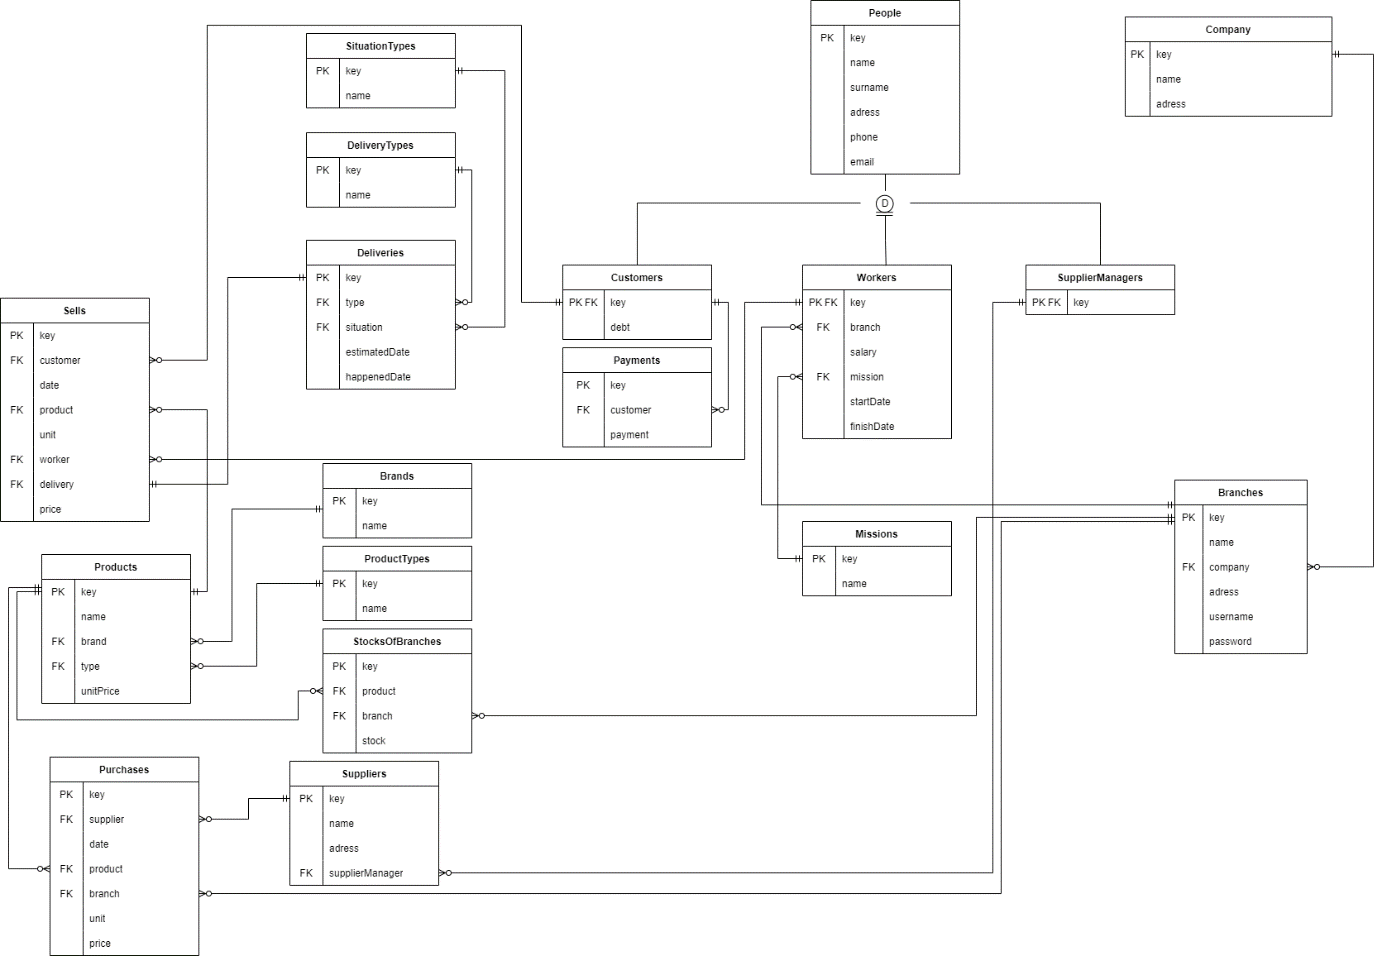 People
PK key
name
surname
adress
phone
email
Company
PK key
name
adress
SituationTypes
PK key
name
DeliveryTypes
PK key
name
D
Deliveries
PK key
FK type
FK situation
estimatedDate
happenedDate
Customers
PK FK key
debt
Workers
PK FK key
FK branch
salary
FK mission
startDate
finishDate
SupplierManagers
PK FK key
Sells
PK key
FK customer
date
FK product
unit
FK worker
FK delivery
price
Payments
PK key
FK customer
payment
Brands
PK key
name
Branches
PK key
name
FK company
adress
username
password
Missions
PK key
name
Products
PK key
name
FK brand
FK type
unitPrice
ProductTypes
PK key
name
StocksOfBranches
PK key
FK product
FK branch
stock
Purchases
PK key
FK supplier
date
FK product
FK branch
unit
price
Suppliers
PK key
name
adress
FK supplierManager